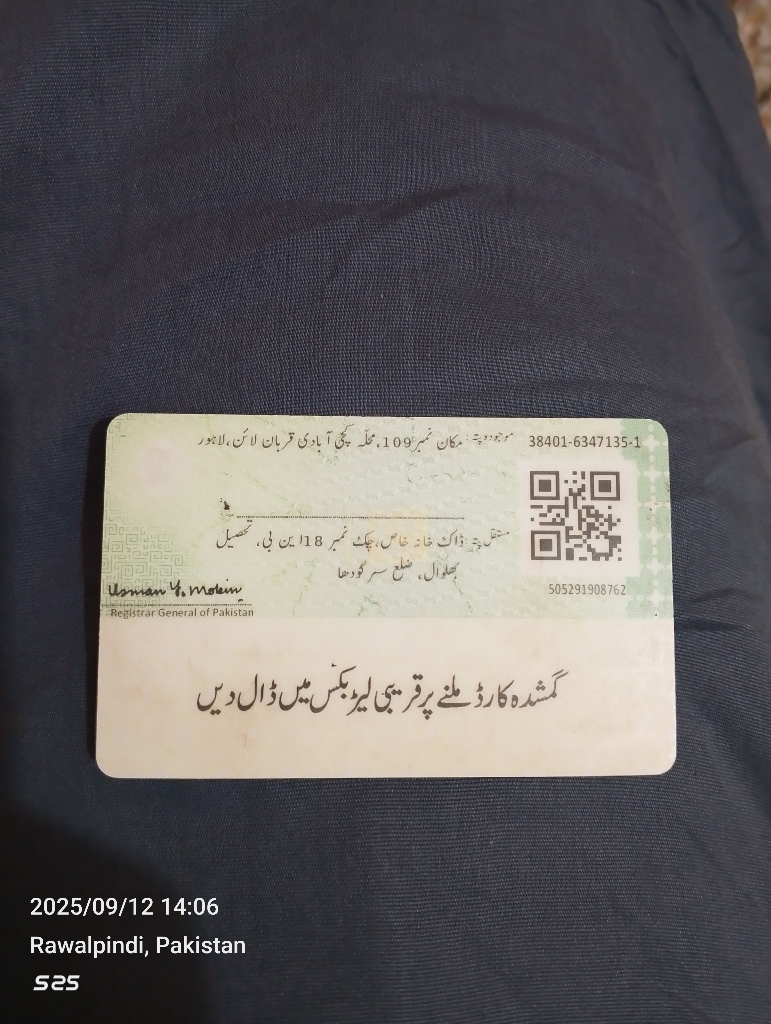 موجودہ پتہ: مکان نمبر 109، محلہ کچی آبادی قربان لائن، لاہور
38401-6347135-1
مستقل پتہ: ڈاک خانہ خاص، چک نمبر 18 این بی، تحصیل
بھلوال، ضلع سرگودھا
505291908762
Usman Y. Mobin
Registrar General of Pakistan
گمشدہ کارڈ ملنے پر قریبی لیٹر بکس میں ڈال دیں
2025/09/12 14:06
Rawalpindi, Pakistan
S25